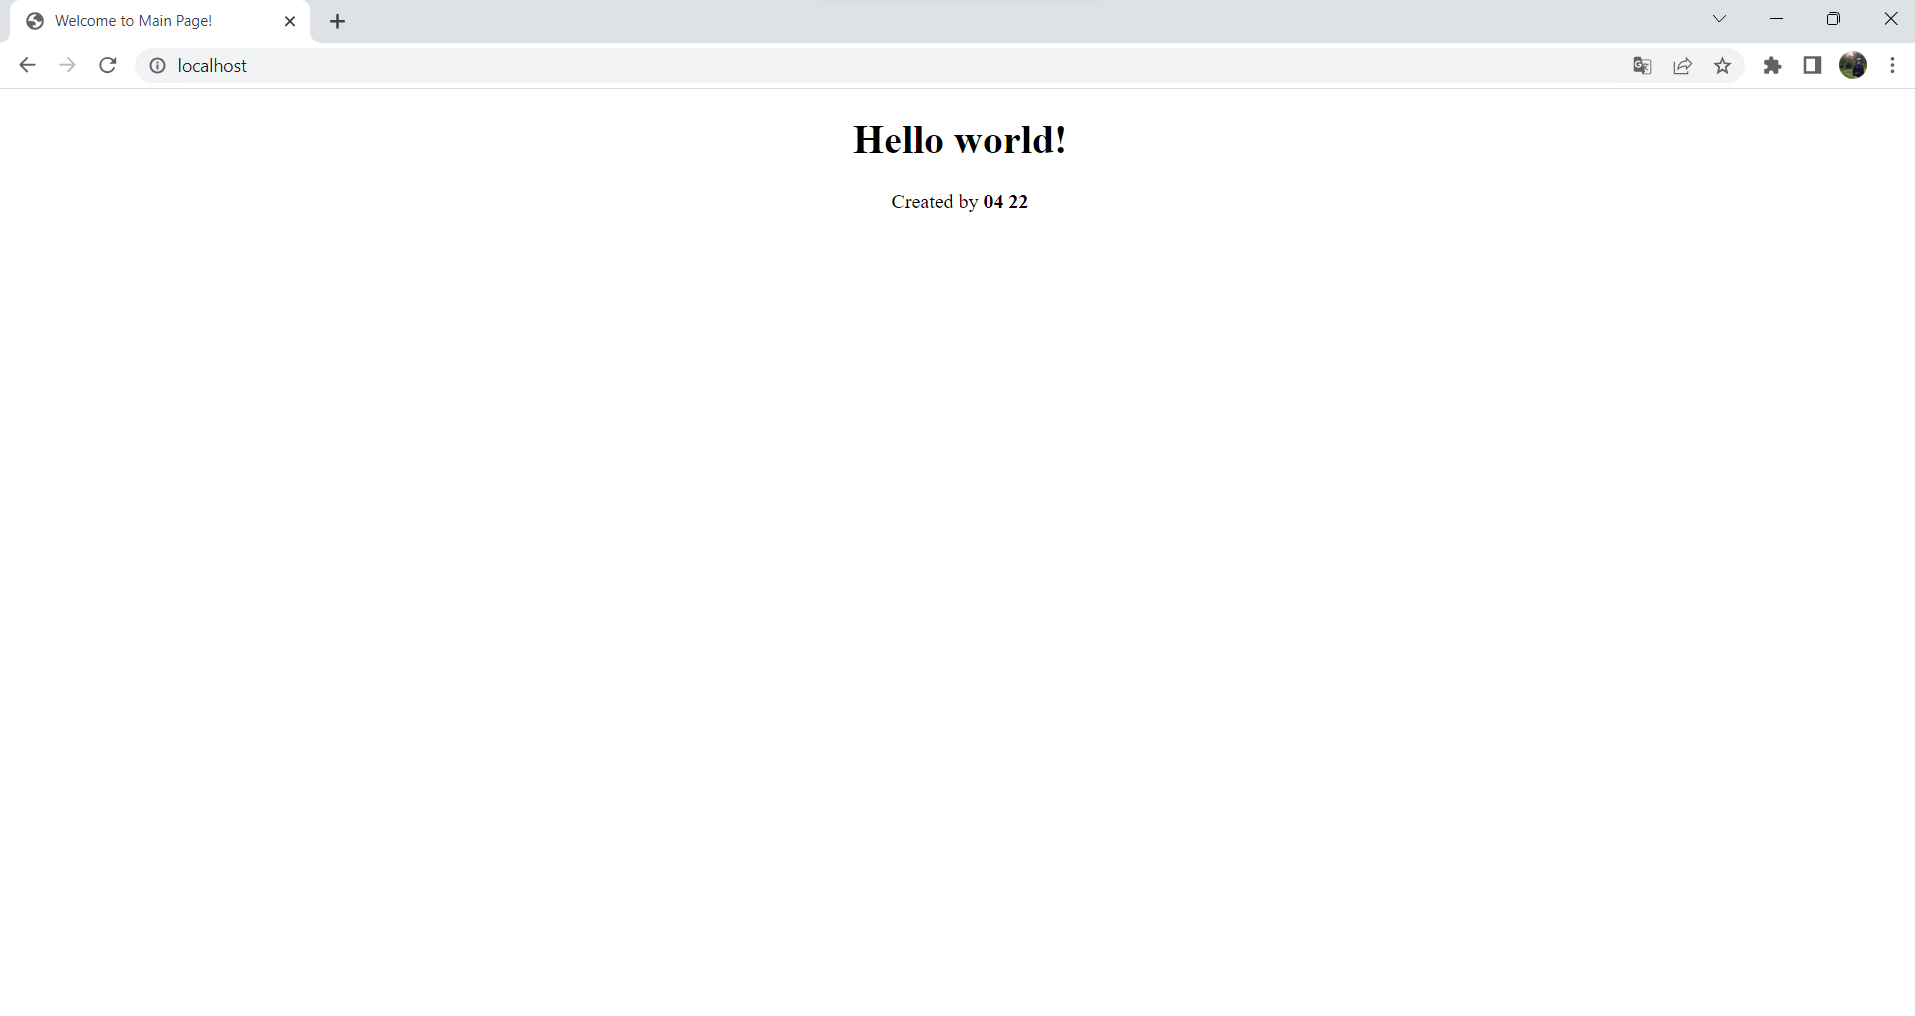 Welcome to Main Page!
localhost
Hello world!
Created by 04 22